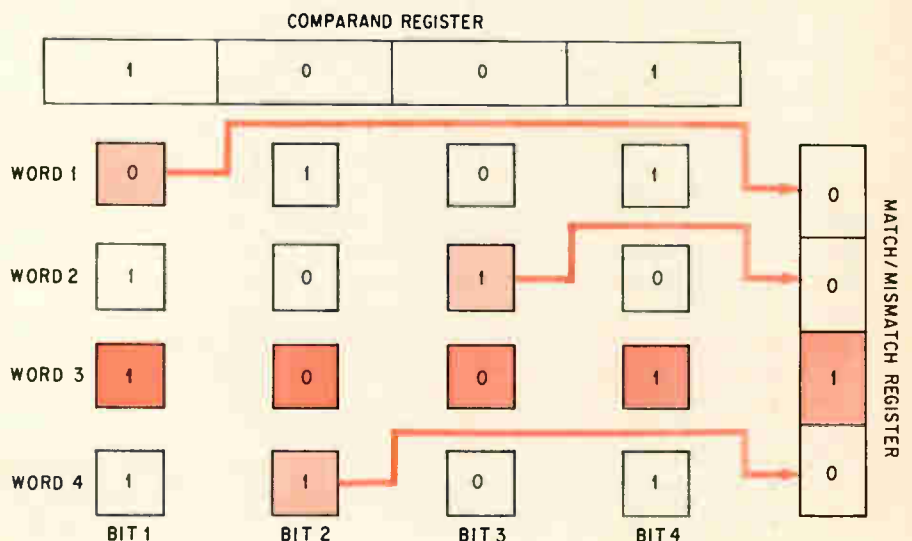 COMPARAND REGISTER
1 0 0 1
WORD 1 0 1 0 1 0
WORD 2 1 0 1 0 0
WORD 3 1 0 0 1 1
WORD 4 1 1 0 1 0
BIT 1 BIT 2 BIT 3 BIT 4
MATCH/MISMATCH REGISTER